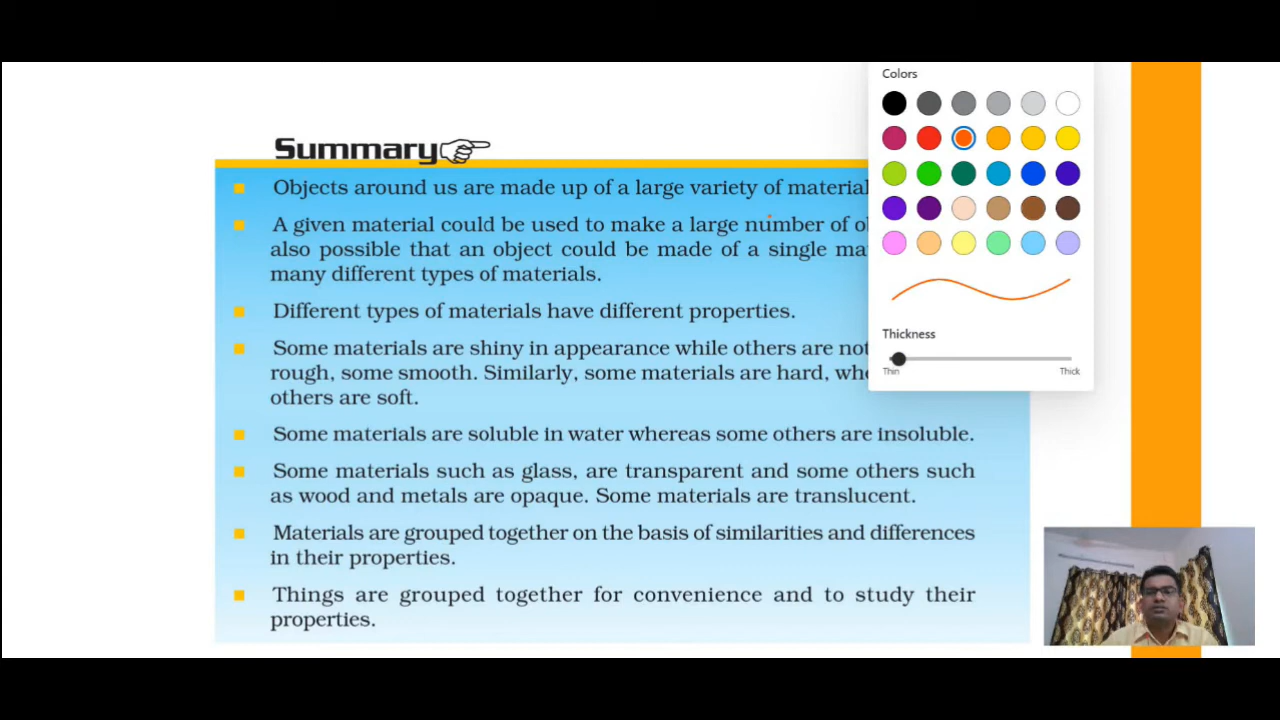 Colors
Summary
Objects around us are made up of a large variety of
A given material could be used to make a large number of
also possible that an object could be made of a single
many different types of materials.
Different types of materials have different properties.
Some materials are shiny in appearance while others are not
rough, some smooth. Similarly, some materials are hard,
others are soft.
Some materials are soluble in water whereas some others are insoluble.
Some materials such as glass, are transparent and some others such
as wood and metals are opaque. Some materials are translucent.
Materials are grouped together on the basis of similarities and differences
in their properties.
Things are grouped together for convenience and to study their
properties.
Thickness
Thin
Thick